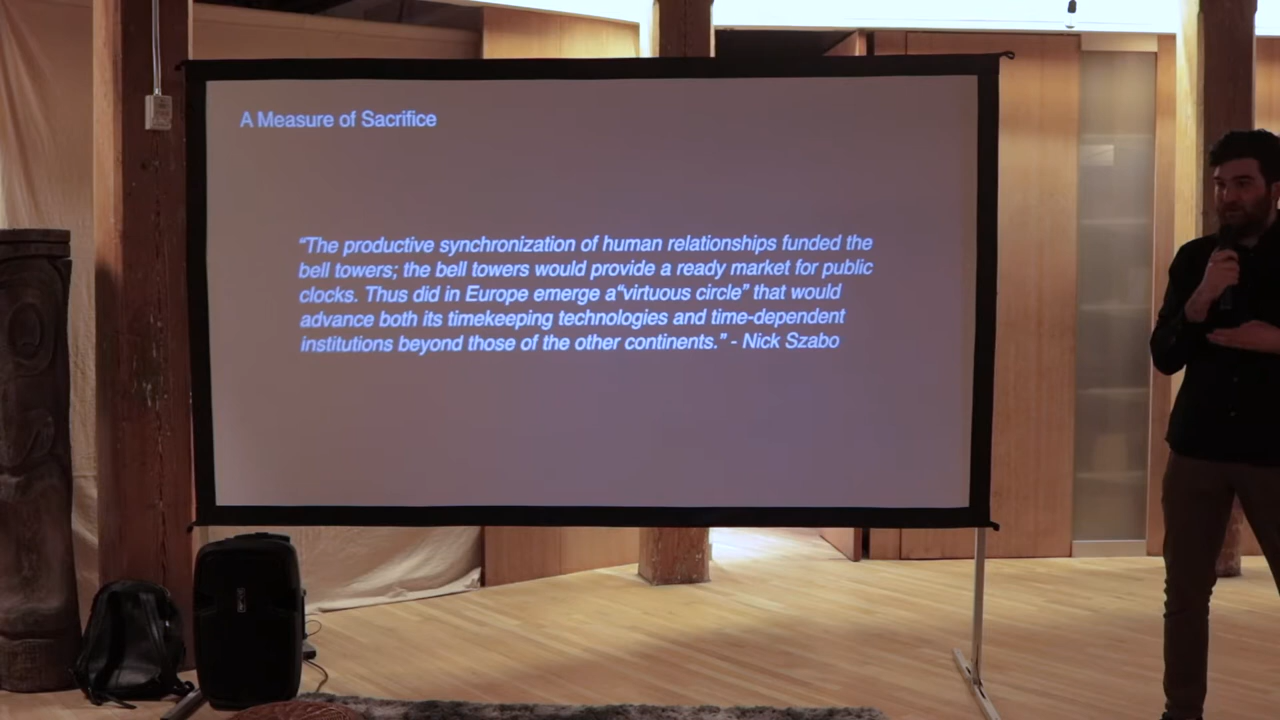 A Measure of Sacrifice
“The productive synchronization of human relationships funded the
bell towers; the bell towers would provide a ready market for public
clocks. Thus did in Europe emerge a“virtuous circle” that would
advance both its timekeeping technologies and time-dependent
institutions beyond those of the other continents.” - Nick Szabo